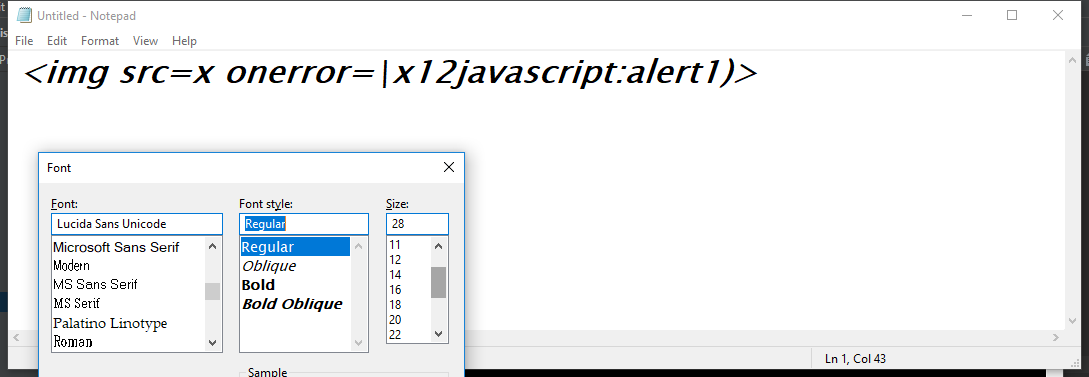 Untitled - Notepad
File Edit Format View Help
<img src=x onerror=|x12javascript:alert1)>
Font
Font: Font style: Size:
Lucida Sans Unicode Regular 28
Microsoft Sans Serif Regular 11
Modern Oblique 12
MS Sans Serif Bold 14
MS Serif Bold Oblique 16
Palatino Linotype 18
Roman 20
22
Sample
Ln 1, Col 43